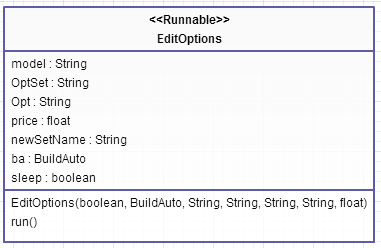 <<Runnable>>
EditOptions
model : String
OptSet : String
Opt : String
price : float
newSetName : String
ba : BuildAuto
sleep : boolean
EditOptions(boolean, BuildAuto, String, String, String, String, float)
run()